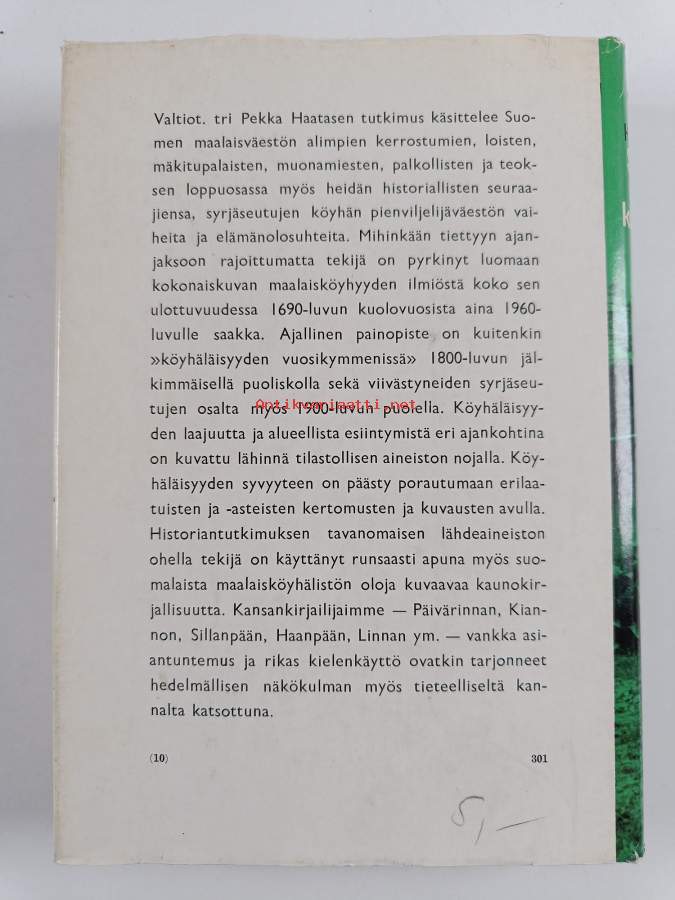 Valtiot. tri Pekka Haatasen tutkimus käsittelee Suo-
men maalaisväestön alimpien kerrostumien, loisten,
mäkitupalaisten, muonamiesten, palkollisten ja teok-
sen loppuosassa myös heidän historiallisten seuraa-
jiensa, syrjäseutujen köyhän pienviljelijäväestön vai-
heita ja elämänolosuhteita. Mihinkään tiettyyn ajan-
jaksoon rajoittumatta tekijä on pyrkinyt luomaan
kokonaiskuvan maalaisköyhyyden ilmiöstä koko sen
ulottuvuudessa 1690-luvun kuolovuosista aina 1960-
luvulle saakka. Ajallinen painopiste on kuitenkin
»köyhäläisyyden vuosikymmenissä» 1800-luvun jäl-
kimmäisellä puoliskolla sekä viivästyneiden syrjäseu-
tujen osalta myös 1900-luvun puolella. Köyhäläisyy-
Antikvariaatti.net
den laajuutta ja alueellista esiintymistä eri ajankohtina
on kuvattu lähinnä tilastollisen aineiston nojalla. Köy-
häläisyyden syvyyteen on päästy porautumaan erilaa-
tuisten ja -asteisten kertomusten ja kuvausten avulla.
Historiantutkimuksen tavanomaisen lähdeaineiston
ohella tekijä on käyttänyt runsaasti apuna myös suo-
malaista maalaisköyhälistön oloja kuvaavaa kaunokir-
jallisuutta. Kansankirjailijaimme — Päivärinnan, Kian-
non, Sillanpään, Haanpään, Linnan ym. — vankka asi-
antuntemus ja rikas kielenkäyttö ovatkin tarjonneet
hedelmällisen näkökulman myös tieteelliseltä kan-
nalta katsottuna.
(10) 301
5,—